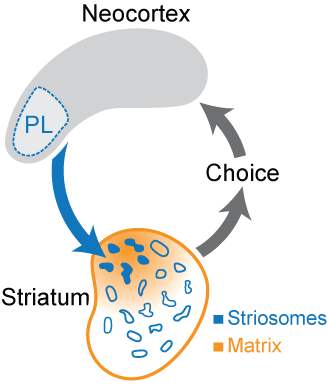 Neocortex
PL
Choice
Striatum
Striosomes
Matrix